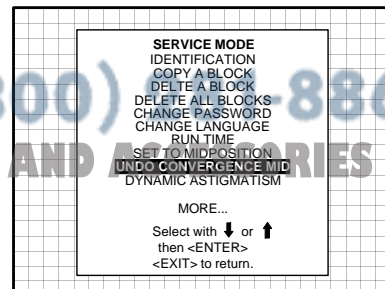 SERVICE MODE
IDENTIFICATION
COPY A BLOCK
DELTE A BLOCK
DELETE ALL BLOCKS
CHANGE PASSWORD
CHANGE LANGUAGE
RUN TIME
SET TO MIDPOSITION
UNDO CONVERGENCE MID
DYNAMIC ASTIGMATISM
MORE...
Select with ⬇ or ⬆
then <ENTER>
<EXIT> to return.